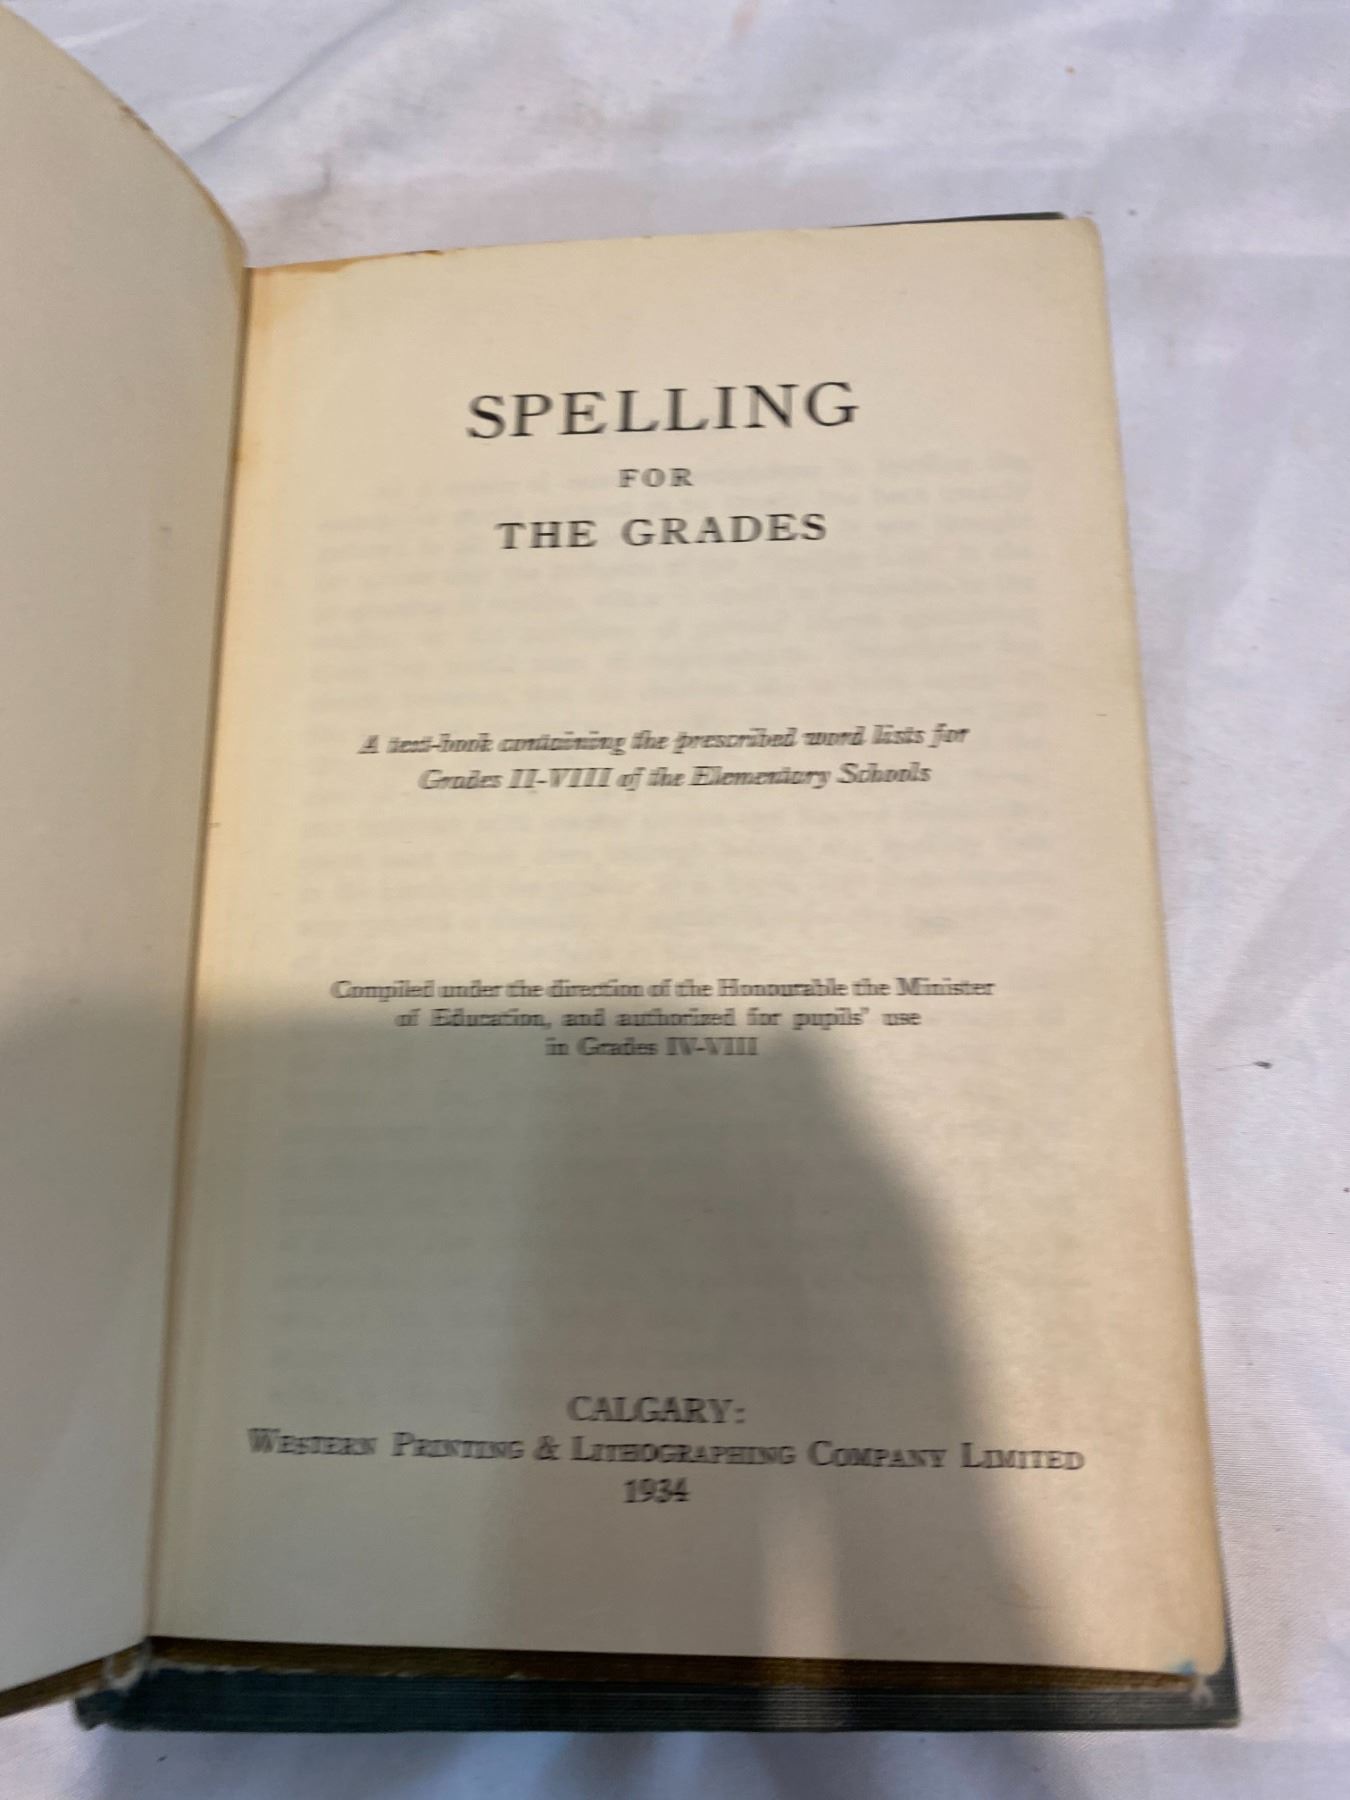 SPELLING
FOR
THE GRADES
A text-book containing the prescribed word lists for
Grades II-VIII of the Elementary Schools
Compiled under the direction of the Honourable the Minister
of Education, and authorized for pupils' use
in Grades IV-VIII
CALGARY:
WESTERN PRINTING & LITHOGRAPHING COMPANY LIMITED
1934